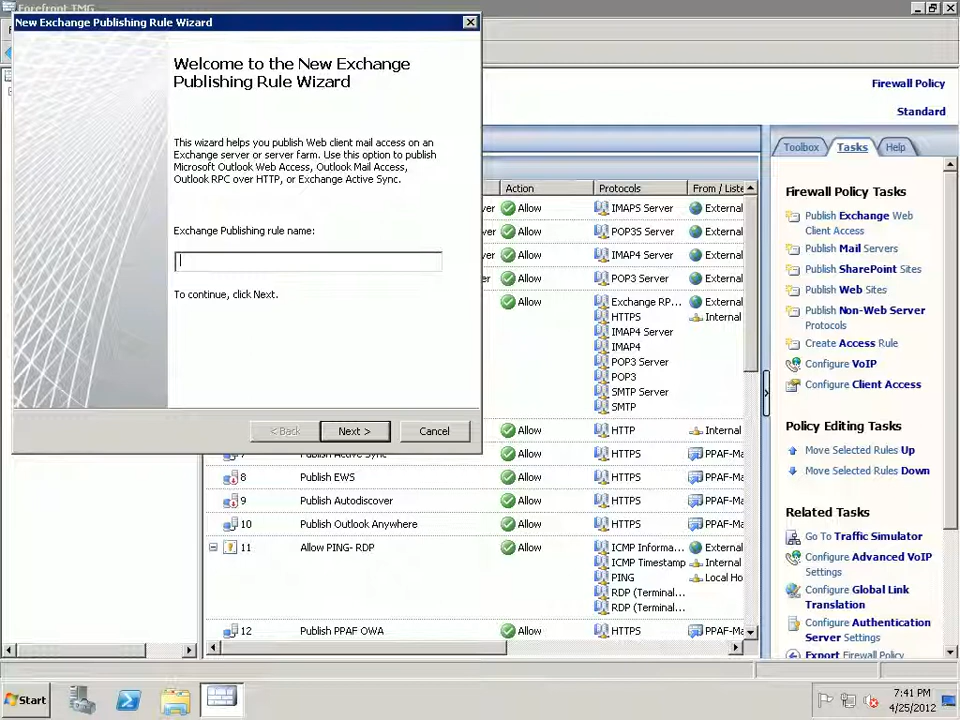 Forefront TMG
New Exchange Publishing Rule Wizard
Welcome to the New Exchange
Publishing Rule Wizard
This wizard helps you publish Web client mail access on an
Exchange server or server farm. Use this option to publish
Microsoft Outlook Web Access, Outlook Mail Access,
Outlook RPC over HTTP, or Exchange Active Sync.
Exchange Publishing rule name:
To continue, click Next.
< Back
Next >
Cancel
Firewall Policy
Standard
Toolbox
Tasks
Help
Action
Protocols
From / Liste
Allow
IMAPS Server
External
Allow
POP3S Server
External
Allow
IMAP4 Server
External
Allow
POP3 Server
External
Allow
Exchange RP...
External
HTTPS
Internal
IMAP4 Server
IMAP4
POP3 Server
POP3
SMTP Server
SMTP
Allow
HTTP
Internal
7
Publish Active Sync
Allow
HTTPS
PPAF-Ma
8
Publish EWS
Allow
HTTPS
PPAF-Ma
9
Publish Autodiscover
Allow
HTTPS
PPAF-Ma
10
Publish Outlook Anywhere
Allow
HTTPS
PPAF-Ma
11
Allow PING- RDP
Allow
ICMP Informa...
External
ICMP Timestamp
Internal
PING
Local Ho
RDP (Terminal...
RDP (Terminal...
12
Publish PPAF OWA
Allow
HTTPS
PPAF-Ma
Firewall Policy Tasks
Publish Exchange Web
Client Access
Publish Mail Servers
Publish SharePoint Sites
Publish Web Sites
Publish Non-Web Server
Protocols
Create Access Rule
Configure VoIP
Configure Client Access
Policy Editing Tasks
Move Selected Rules Up
Move Selected Rules Down
Related Tasks
Go To Traffic Simulator
Configure Advanced VoIP
Settings
Configure Global Link
Translation
Configure Authentication
Server Settings
Export Firewall Policy
Start
7:41 PM
4/25/2012